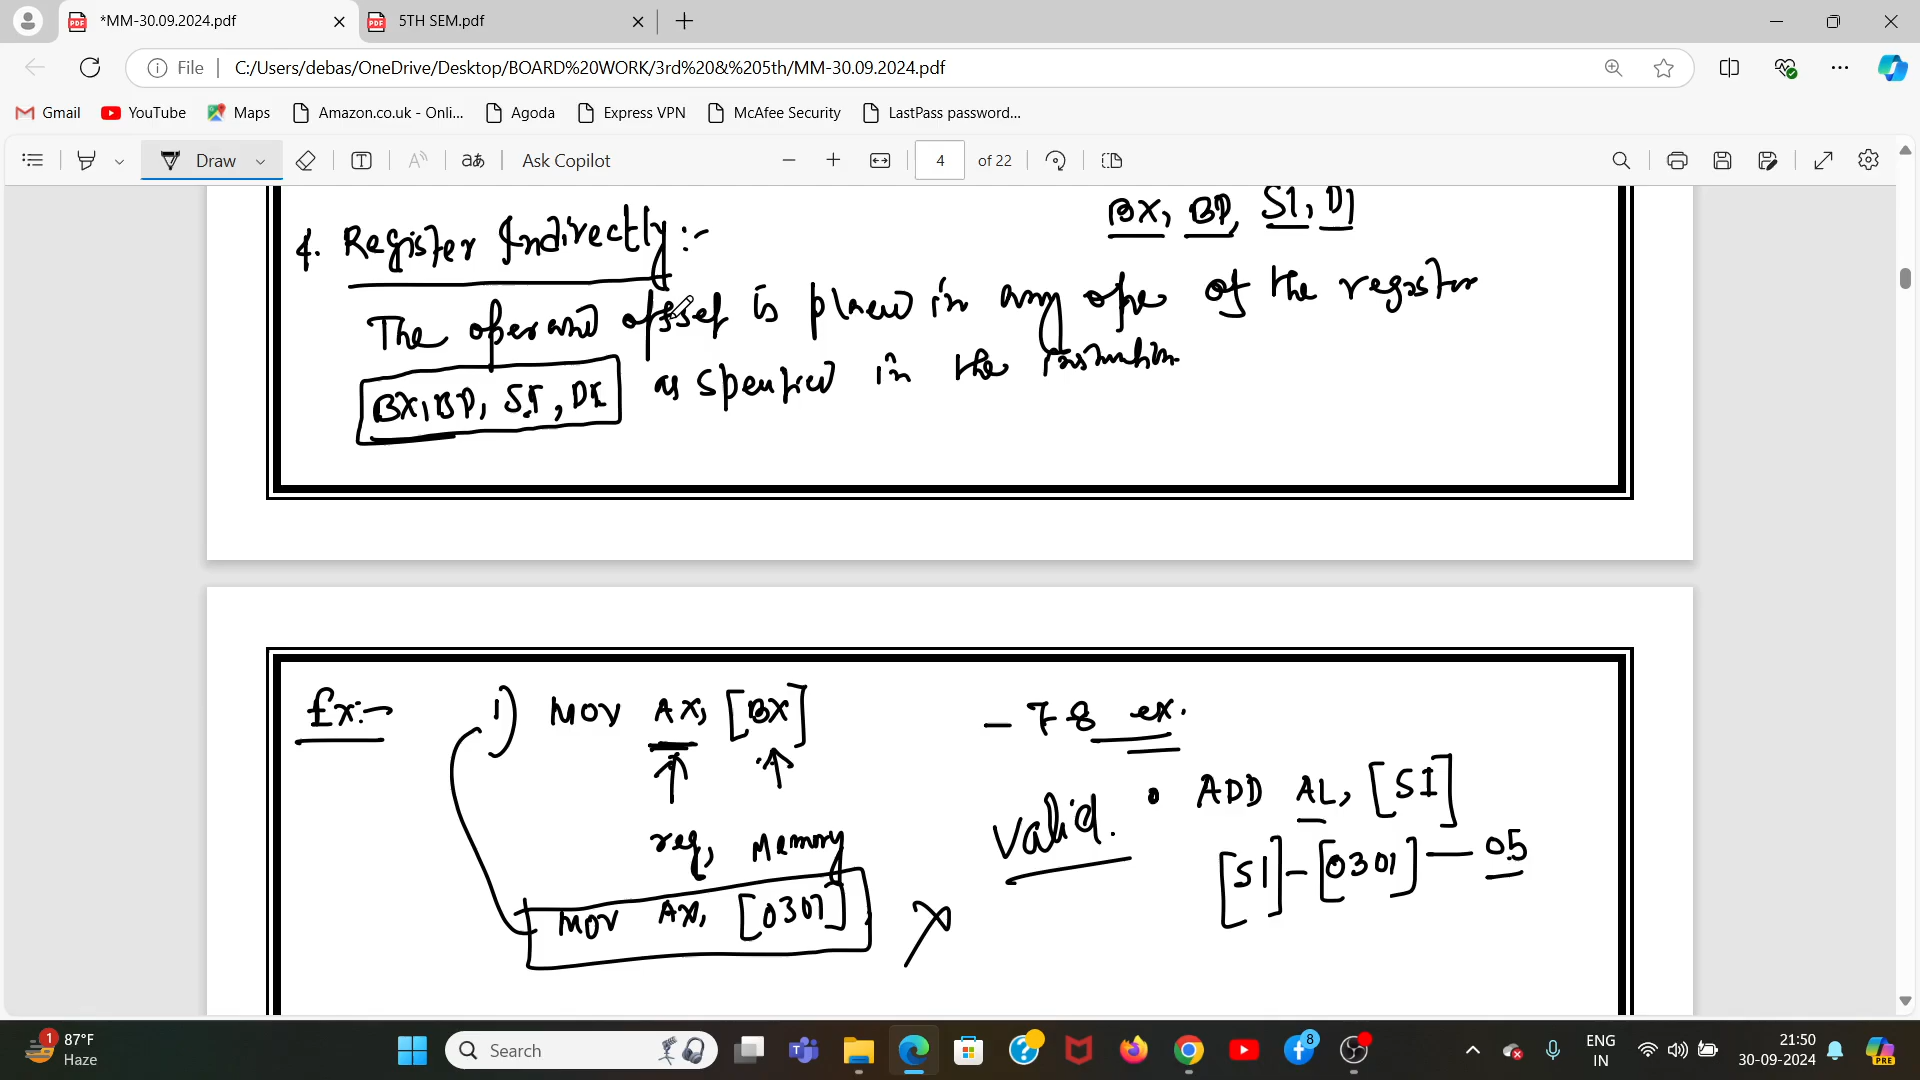 *MM-30.09.2024.pdf
5TH SEM.pdf
File
C:/Users/debas/OneDrive/Desktop/BOARD%20WORK/3rd%20&%205th/MM-30.09.2024.pdf
Gmail YouTube Maps Amazon.co.uk - Onli... Agoda Express VPN McAfee Security LastPass password...
Draw
Ask Copilot
4 of 22
BX, BP, SI, DI
4. Register Indirectly:-
The operand offset is placed in any one of the register
BX, BP, SI, DI as specified in the instruction
Ex:- 1) MOV AX, [BX] - 78 ex.
valid. • ADD AL, [SI]
reg, Memory
[SI] - [0301] — 05
MOV AX, [0301]
1
87°F
Haze
Search
8
ENG
IN
21:50
30-09-2024
PRE